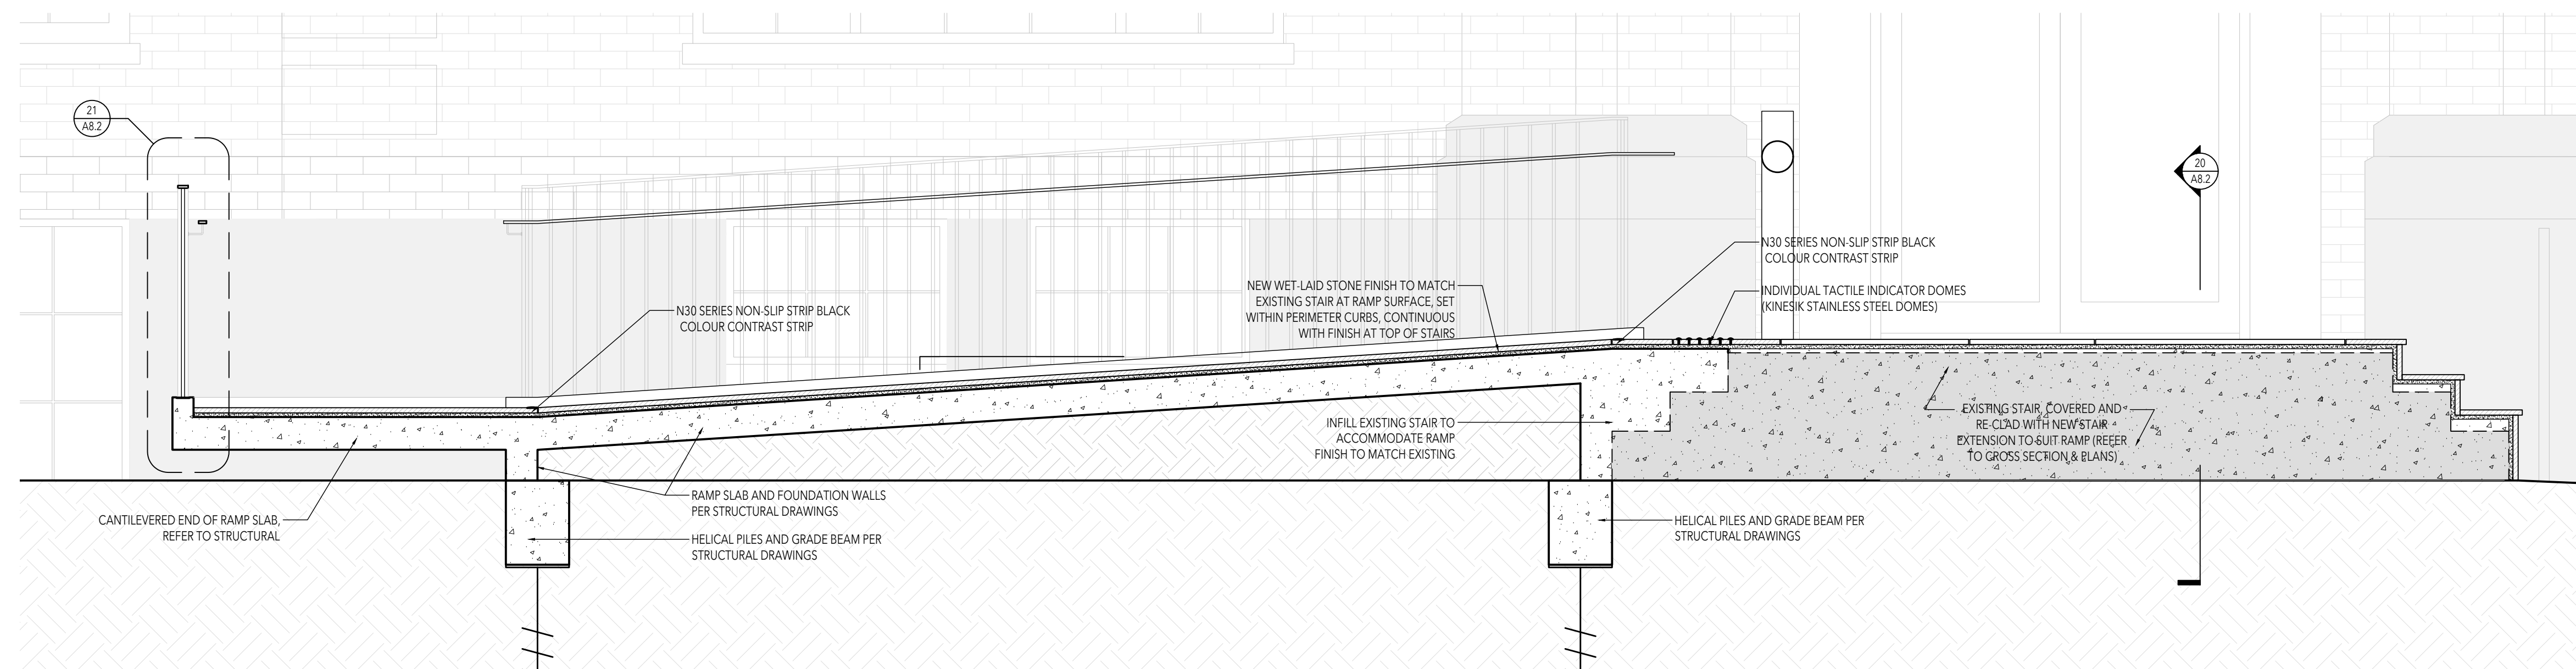 21
A8.2
20
A8.2
N30 SERIES NON-SLIP STRIP BLACK
COLOUR CONTRAST STRIP
INDIVIDUAL TACTILE INDICATOR DOMES
(KINESIK STAINLESS STEEL DOMES)
NEW WET-LAID STONE FINISH TO MATCH
EXISTING STAIR AT RAMP SURFACE, SET
WITHIN PERIMETER CURBS, CONTINUOUS
WITH FINISH AT TOP OF STAIRS
N30 SERIES NON-SLIP STRIP BLACK
COLOUR CONTRAST STRIP
INFILL EXISTING STAIR TO
ACCOMMODATE RAMP
FINISH TO MATCH EXISTING
EXISTING STAIR, COVERED AND
RE-CLAD WITH NEW STAIR
EXTENSION TO SUIT RAMP (REFER
TO CROSS SECTION & PLANS)
RAMP SLAB AND FOUNDATION WALLS
PER STRUCTURAL DRAWINGS
CANTILEVERED END OF RAMP SLAB,
REFER TO STRUCTURAL
HELICAL PILES AND GRADE BEAM PER
STRUCTURAL DRAWINGS
HELICAL PILES AND GRADE BEAM PER
STRUCTURAL DRAWINGS